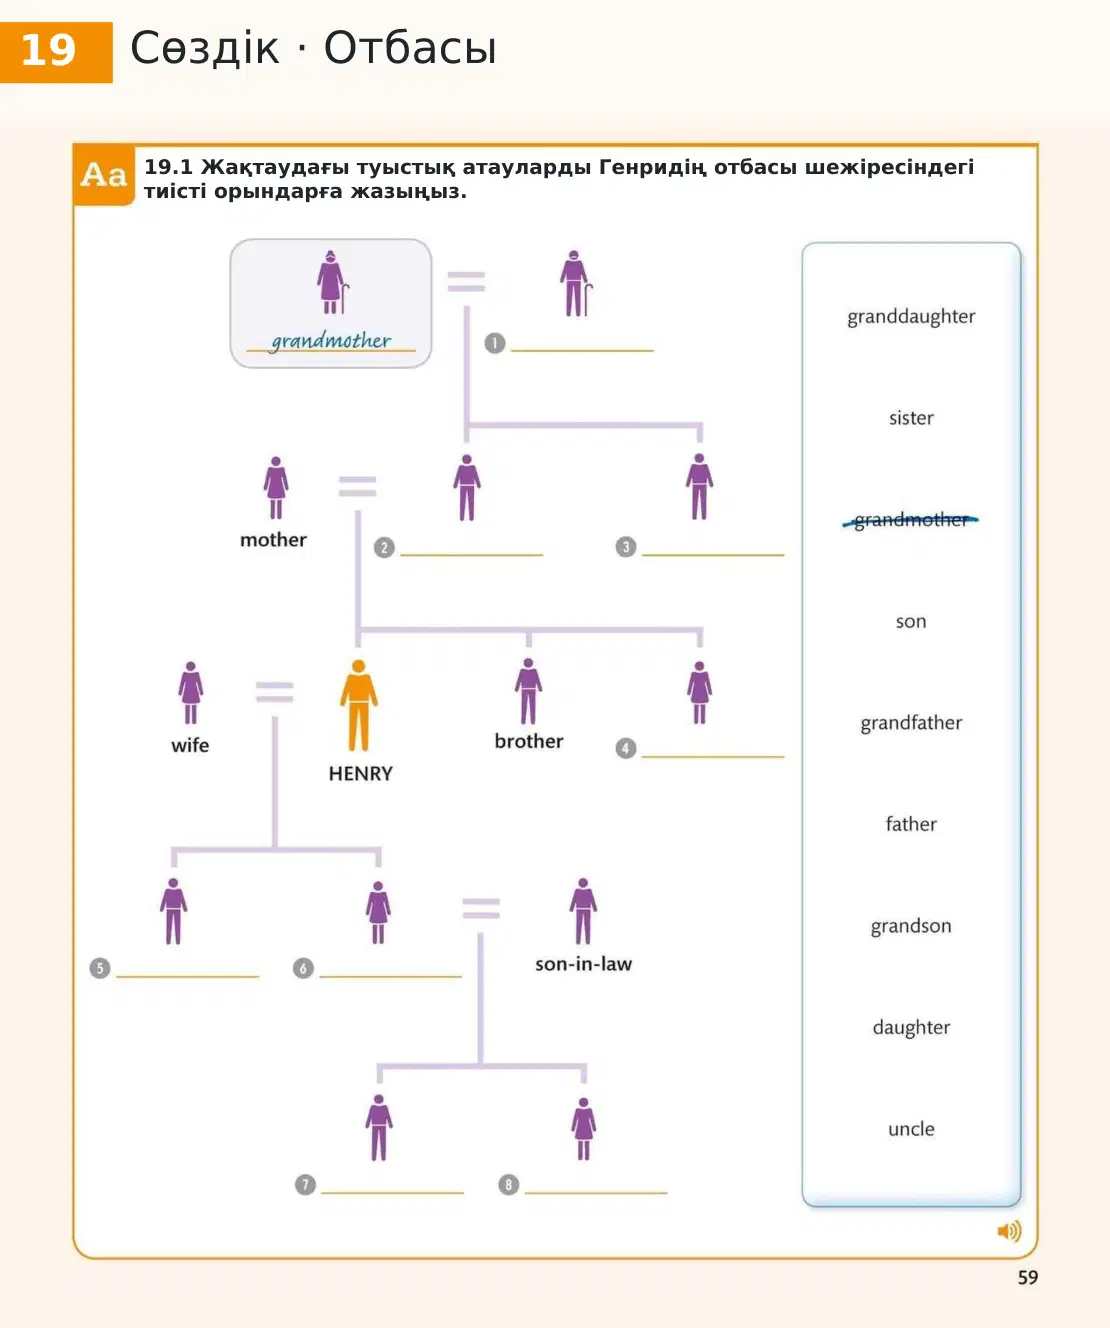 19 Сөздік · Отбасы
Aa 19.1 Жақтаудағы туыстық атауларды Генридің отбасы шежіресіндегі
тиісті орындарға жазыңыз.
grandmother
1
mother
2
3
wife
HENRY
brother
4
5
6
son-in-law
7
8
granddaughter
sister
grandmother
son
grandfather
father
grandson
daughter
uncle
59